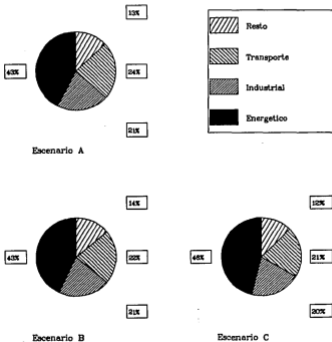 13%
43%
24%
21%
Escenario A
Resto
Transporte
Industrial
Energetico
14%
43%
22%
21%
Escenario B
12%
46%
21%
20%
Escenario C